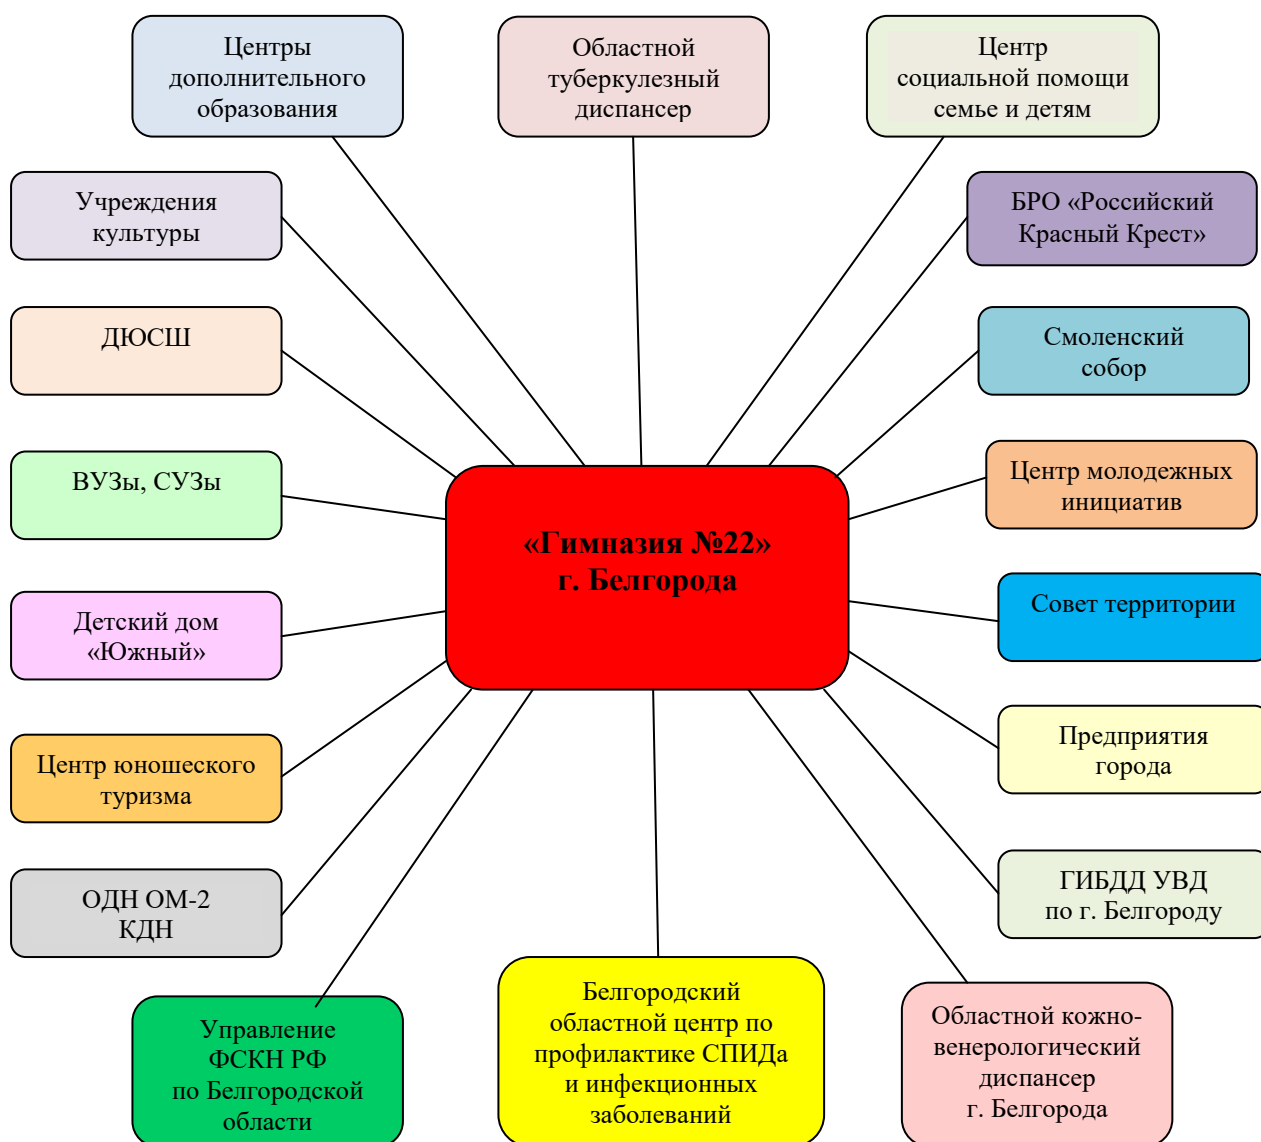 Центры
дополнительного
образования
Областной
туберкулезный
диспансер
Центр
социальной помощи
семье и детям
Учреждения
культуры
БРО «Российский
Красный Крест»
ДЮСШ
Смоленский
собор
ВУЗы, СУЗы
Центр молодежных
инициатив
«Гимназия №22»
г. Белгорода
Детский дом
«Южный»
Совет территории
Центр юношеского
туризма
Предприятия
города
ОДН ОМ-2
КДН
ГИБДД УВД
по г. Белгороду
Управление
ФСКН РФ
по Белгородской
области
Белгородский
областной центр по
профилактике СПИДа
и инфекционных
заболеваний
Областной кожно-
венерологический
диспансер
г. Белгорода